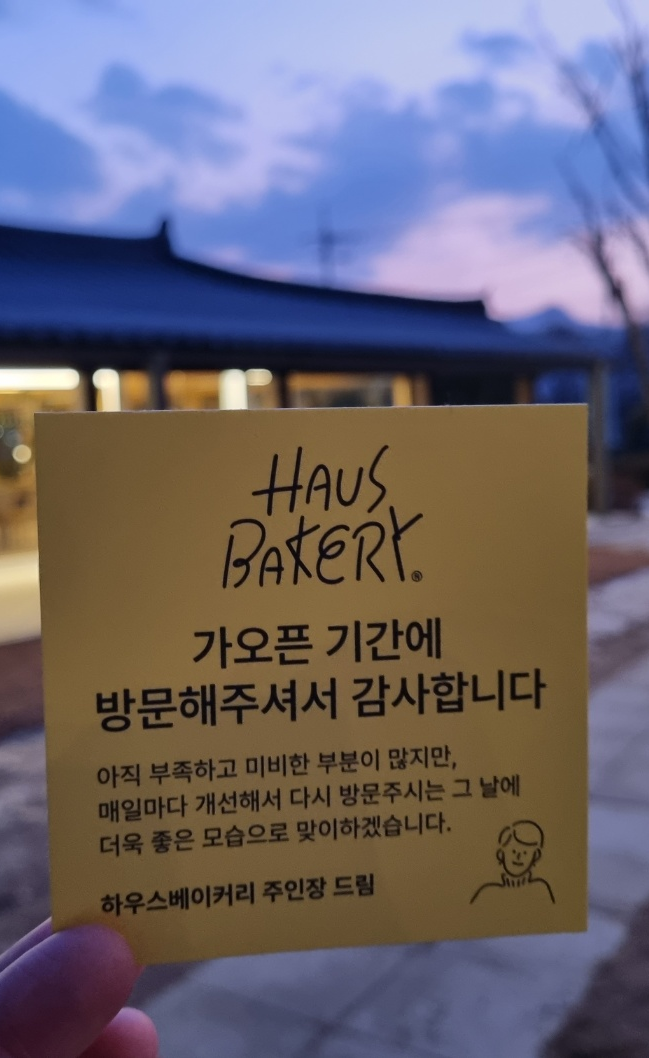 HAUS
BAKERY®
가오픈 기간에
방문해주셔서 감사합니다
아직 부족하고 미비한 부분이 많지만,
매일마다 개선해서 다시 방문주시는 그 날에
더욱 좋은 모습으로 맞이하겠습니다.
하우스베이커리 주인장 드림